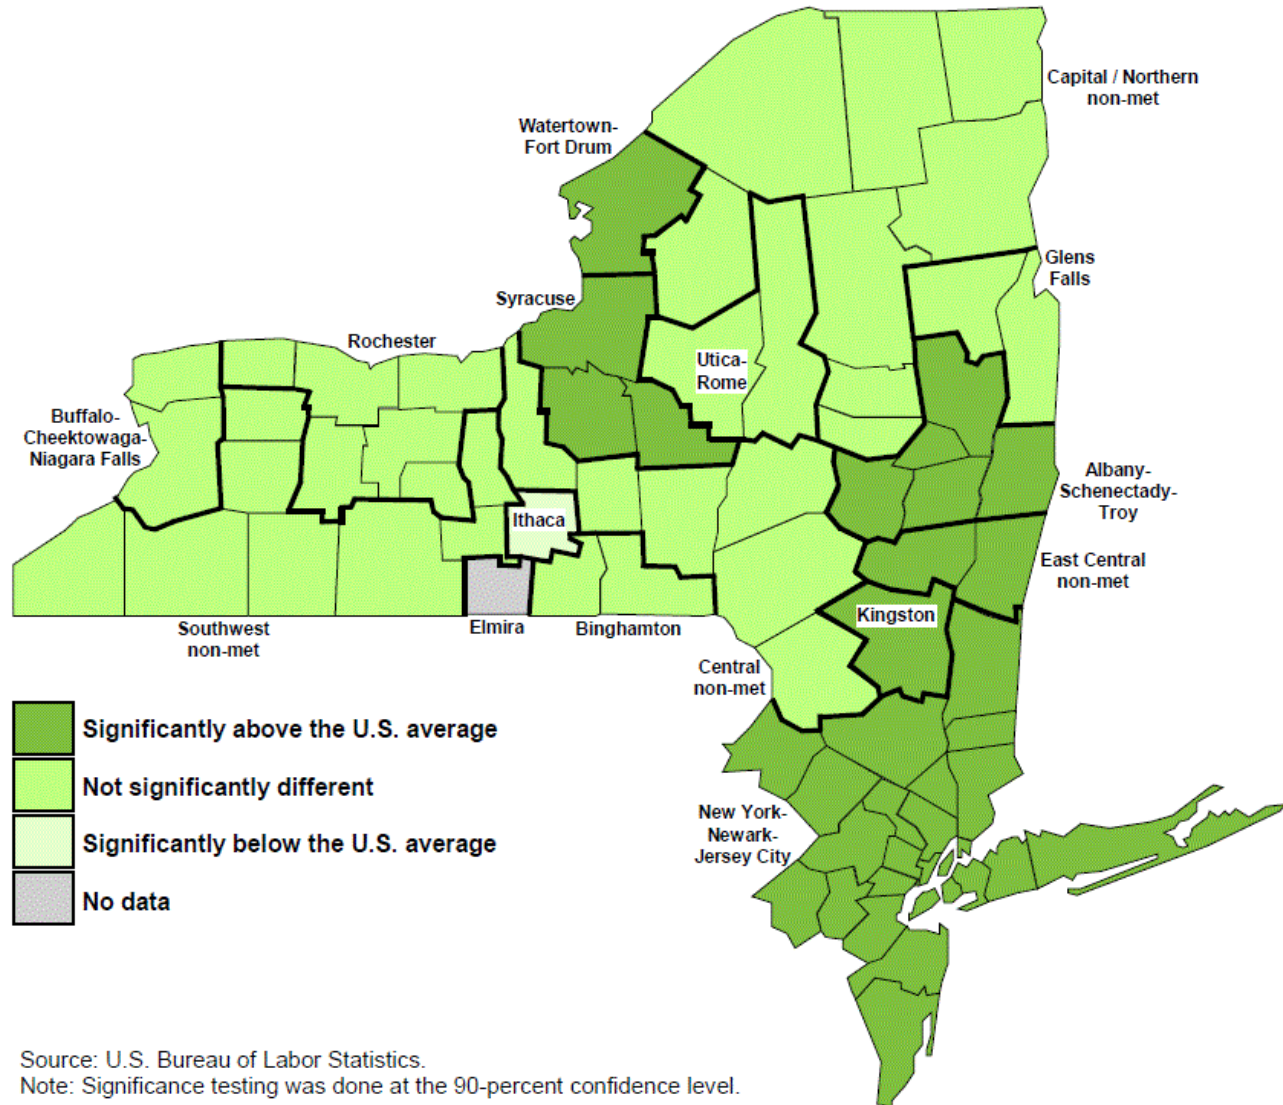 Capital / Northern
non-met
Watertown-
Fort Drum
Glens
Falls
Syracuse
Rochester
Utica-
Rome
Buffalo-
Cheektowaga-
Niagara Falls
Albany-
Schenectady-
Troy
Ithaca
East Central
non-met
Kingston
Southwest
non-met
Elmira
Binghamton
Central
non-met
Significantly above the U.S. average
Not significantly different
Significantly below the U.S. average
No data
New York-
Newark-
Jersey City
Source: U.S. Bureau of Labor Statistics.
Note: Significance testing was done at the 90-percent confidence level.